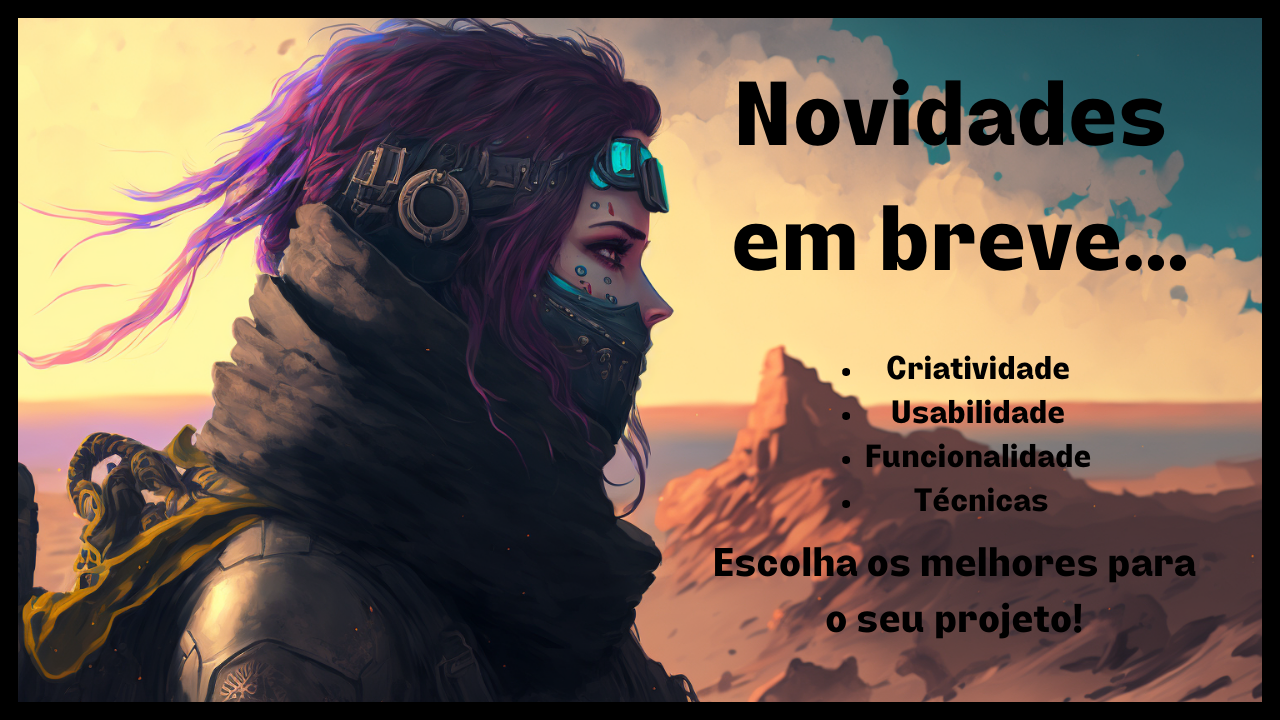 Novidades
em breve...
• Criatividade
• Usabilidade
• Funcionalidade
• Técnicas
Escolha os melhores para
o seu projeto!